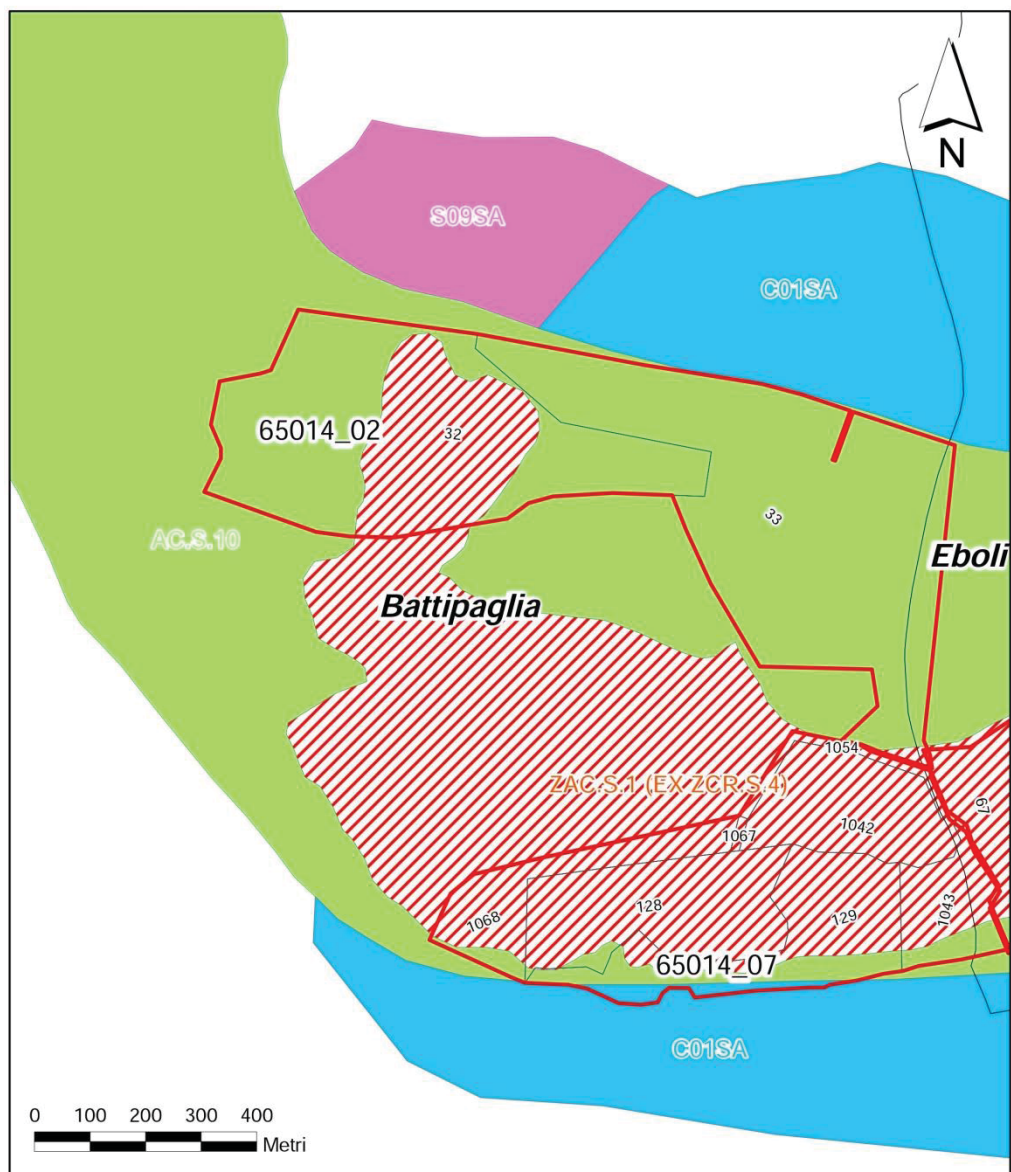 N
S09SA
C01SA
65014_02
32
33
AC.S.10
Eboli
Battipaglia
1054
ZAC.S.1 (EX ZCR.S.4)
67
1067
1042
1068
128
129
1043
65014_07
C01SA
0 100 200 300 400
Metri